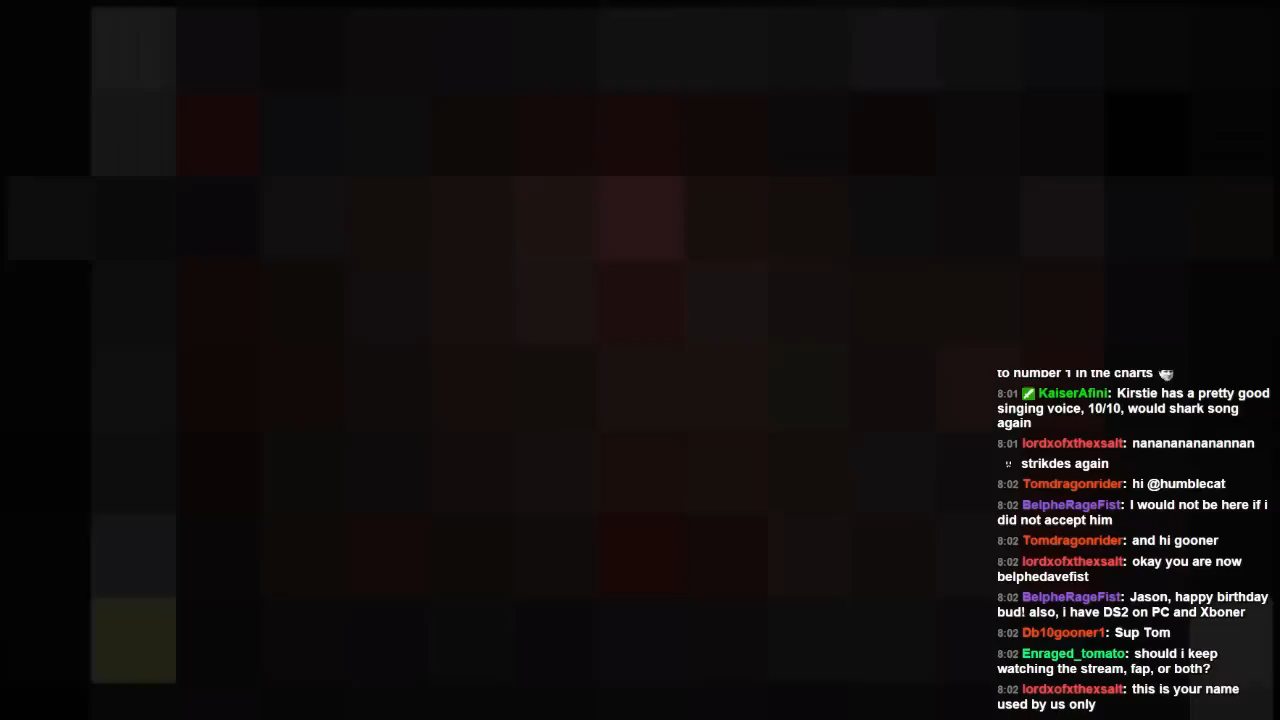 to number 1 in the charts
8:01 KaiserAfini: Kirstie has a pretty good
singing voice, 10/10, would shark song
again
8:01 lordxofxthexsalt: nanananananannan
strikdes again
8:02 Tomdragonrider: hi @humblecat
8:02 BelpheRageFist: I would not be here if i
did not accept him
8:02 Tomdragonrider: and hi gooner
8:02 lordxofxthexsalt: okay you are now
belphedavefist
8:02 BelpheRageFist: Jason, happy birthday
bud! also, i have DS2 on PC and Xboner
8:02 Db10gooner1: Sup Tom
8:02 Enraged_tomato: should i keep
watching the stream, fap, or both?
8:02 lordxofxthexsalt: this is your name
used by us only